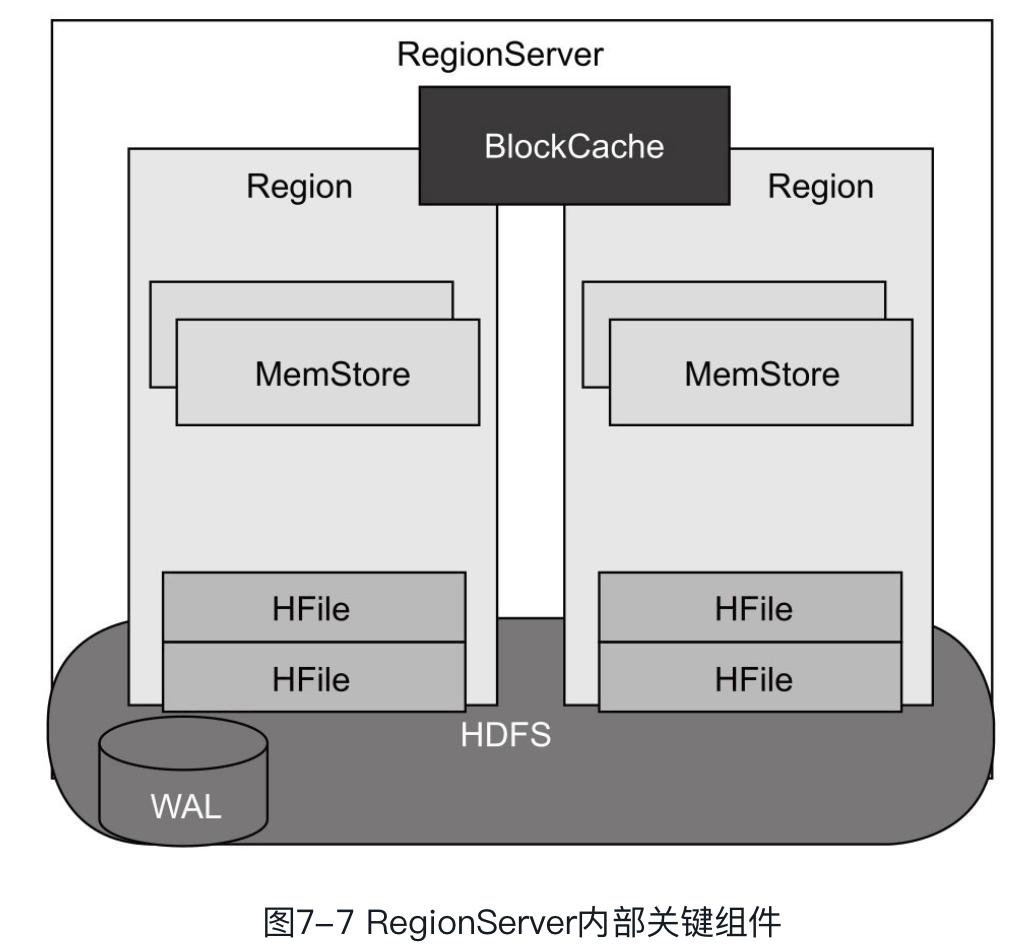 RegionServer
BlockCache
Region
Region
MemStore
MemStore
HFile
HFile
HFile
HFile
HDFS
WAL
图7-7 RegionServer内部关键组件